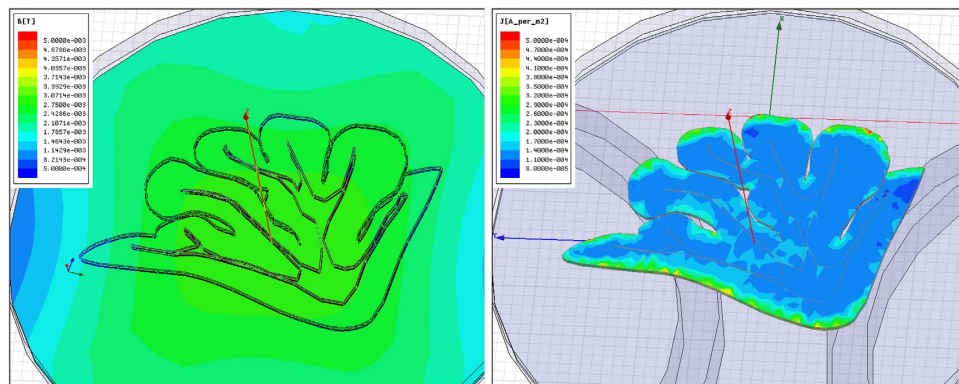 B[T]
5.0000e-003
4.6786e-003
4.3571e-003
4.0357e-003
3.7143e-003
3.3929e-003
3.0714e-003
2.7500e-003
2.4286e-003
2.1071e-003
1.7857e-003
1.4643e-003
1.1429e-003
8.2143e-004
5.0000e-004
Z
J[A_per_m2]
5.0000e-004
4.7000e-004
4.4000e-004
4.1000e-004
3.8000e-004
3.5000e-004
3.2000e-004
2.9000e-004
2.6000e-004
2.3000e-004
2.0000e-004
1.7000e-004
1.4000e-004
1.1000e-004
8.0000e-005
X
Z